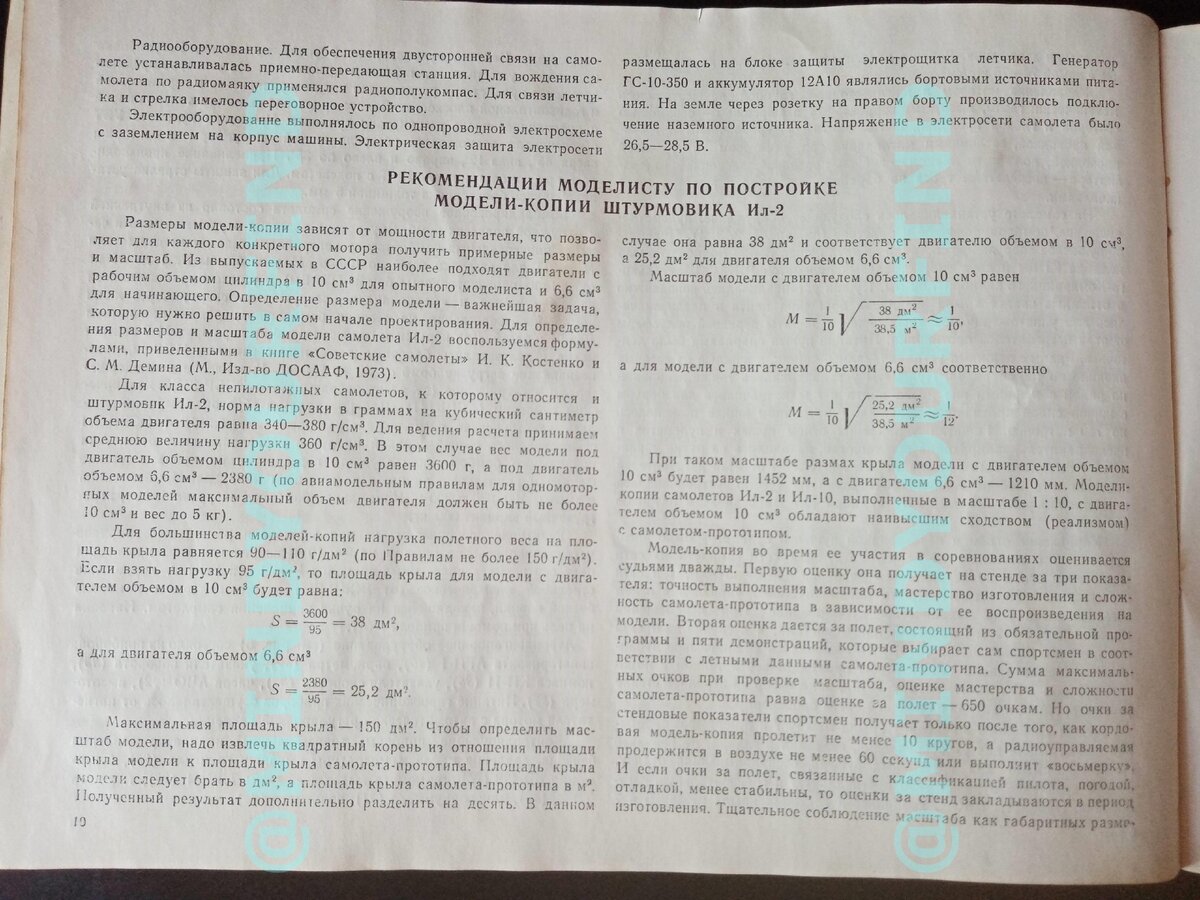 Радиооборудование. Для обеспечения двусторонней связи на само-
лете устанавливалась приемно-передающая станция. Для вождения са-
молета по радиомаяку применялся радиополукомпас. Для связи летчи-
ка и стрелка имелось переговорное устройство.
Электрооборудование выполнялось по однопроводной электросхеме
с заземлением на корпус машины. Электрическая защита электросети
размещалась на блоке защиты электрощитка летчика. Генератор
ГС-10-350 и аккумулятор 12А10 являлись бортовыми источниками пита-
ния. На земле через розетку на правом борту производилось подклю-
чение наземного источника. Напряжение в электросети самолета было
26,5—28,5 В.
РЕКОМЕНДАЦИИ МОДЕЛИСТУ ПО ПОСТРОЙКЕ
МОДЕЛИ-КОПИИ ШТУРМОВИКА Ил-2
Размеры модели-копии зависят от мощности двигателя, что позво-
ляет для каждого конкретного мотора получить примерные размеры
и масштаб. Из выпускаемых в СССР наиболее подходят двигатели с
рабочим объемом цилиндра в 10 см³ для опытного моделиста и 6,6 см³
для начинающего. Определение размера модели — важнейшая задача,
которую нужно решить в самом начале проектирования. Для определе-
ния размеров и масштаба модели самолета Ил-2 воспользуемся форму-
лами, приведенными в книге «Советские самолеты» И. К. Костенко и
С. М. Демина (М., Изд-во ДОСААФ, 1973).
Для класса непилотажных самолетов, к которому относится и
штурмовик Ил-2, норма нагрузки в граммах на кубический сантиметр
объема двигателя равна 340—380 г/см³. Для ведения расчета принимаем
среднюю величину нагрузки 360 г/см³. В этом случае вес модели под
двигатель объемом цилиндра в 10 см³ равен 3600 г, а под двигатель
объемом 6,6 см³ — 2380 г (по авиамодельным правилам для одномотор-
ных моделей максимальный объем двигателя должен быть не более
10 см³ и вес до 5 кг).
Для большинства моделей-копий нагрузка полетного веса на пло-
щадь крыла равняется 90—110 г/дм² (по Правилам не более 150 г/дм²).
Если взять нагрузку 95 г/дм², то площадь крыла для модели с двига-
телем объемом в 10 см³ будет равна:
S = 3600/95 = 38 дм²,
а для двигателя объемом 6,6 см³
S = 2380/95 = 25,2 дм².
Максимальная площадь крыла — 150 дм². Чтобы определить мас-
штаб модели, надо извлечь квадратный корень из отношения площади
крыла модели к площади крыла самолета-прототипа. Площадь крыла
модели следует брать в дм², а площадь крыла самолета-прототипа в м².
Полученный результат дополнительно разделить на десять. В данном
10
случае она равна 38 дм² и соответствует двигателю объемом в 10 см³,
а 25,2 дм² для двигателя объемом 6,6 см³.
Масштаб модели с двигателем объемом 10 см³ равен
М = 1/10 √(38 дм²/38,5 м²) ≈ 1/10,
а для модели с двигателем объемом 6,6 см³ соответственно
М = 1/10 √(25,2 дм²/38,5 м²) ≈ 1/12.
При таком масштабе размах крыла модели с двигателем объемом
10 см³ будет равен 1452 мм, а с двигателем 6,6 см³ — 1210 мм. Модели-
копии самолетов Ил-2 и Ил-10, выполненные в масштабе 1 : 10, с двига-
телем объемом 10 см³ обладают наивысшим сходством (реализмом)
с самолетом-прототипом.
Модель-копия во время ее участия в соревнованиях оценивается
судьями дважды. Первую оценку она получает на стенде за три показа-
теля: точность выполнения масштаба, мастерство изготовления и слож-
ность самолета-прототипа в зависимости от ее воспроизведения на
модели. Вторая оценка дается за полет, состоящий из обязательной про-
граммы и пяти демонстраций, которые выбирает сам спортсмен в соот-
ветствии с летными данными самолета-прототипа. Сумма максималь-
ных очков при проверке масштаба, оценке мастерства и сложности
самолета-прототипа равна оценке за полет — 650 очкам. Но очки за
стендовые показатели спортсмен получает только после того, как кордо-
вая модель-копия пролетит не менее 10 кругов, а радиоуправляемая
продержится в воздухе не менее 60 секунд или выполнит «восьмерку».
И если очки за полет, связанные с классификацией пилота, погодой,
отладкой, менее стабильны, то оценки за стенд закладываются в период
изготовления. Тщательное соблюдение масштаба как габаритных разме-
@MINIYOURFIEND
@MINIYOURFIEND